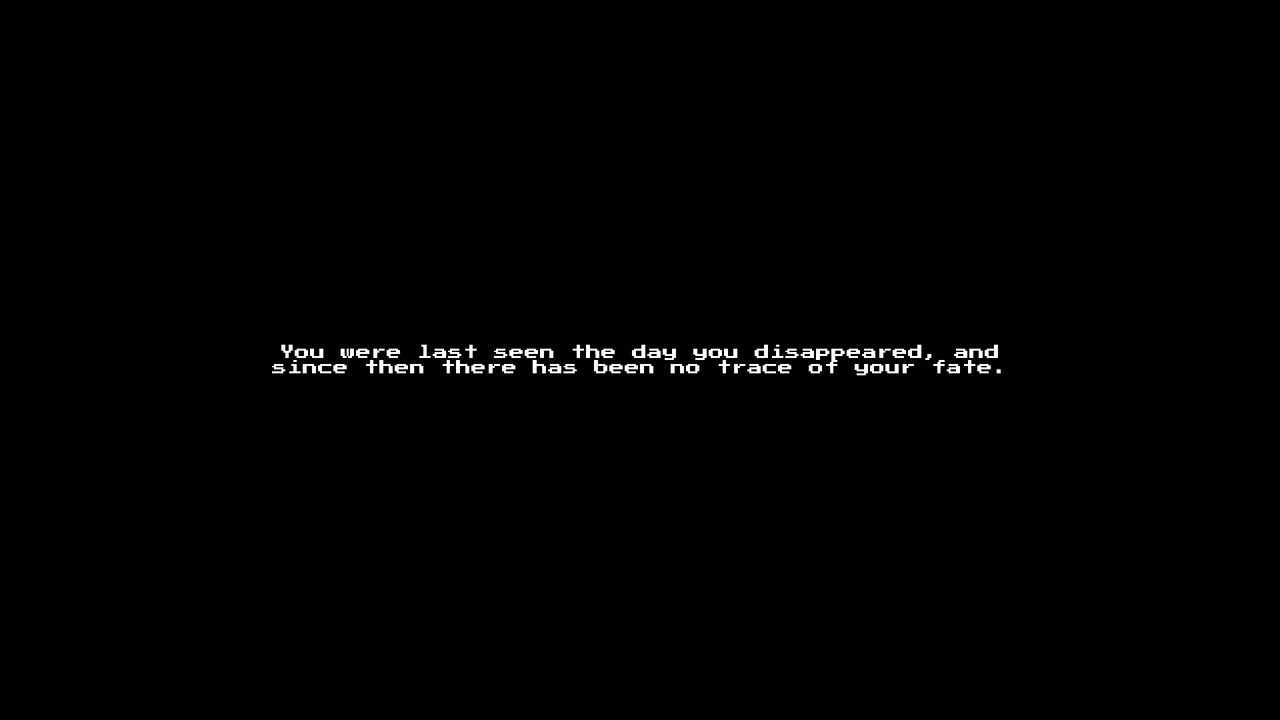 You were last seen the day you disappeared, and
since then there has been no trace of your fate.